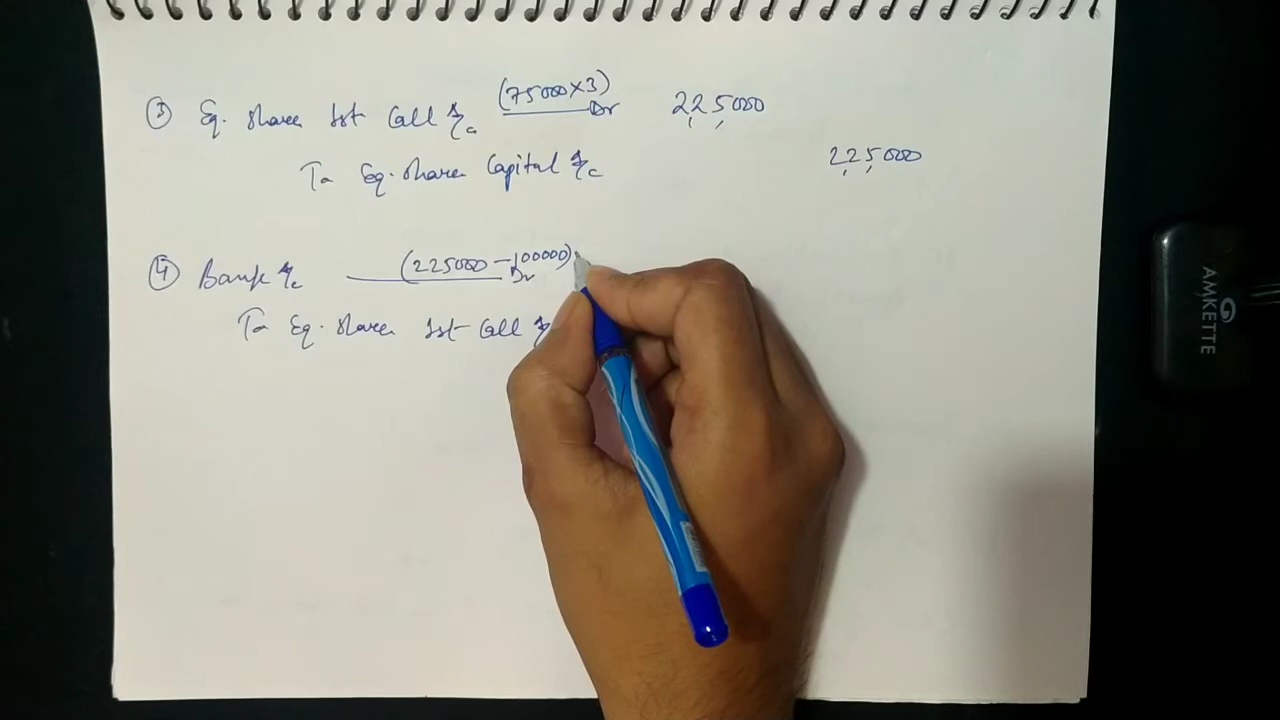 (75000×3)
③ Eq. Share 1st Call A/c Dr 225000
To Eq. Share Capital A/c 225000
(225000 – 100000)
④ Bank A/c Dr
To Eq. Share 1st Call
AMKETTE